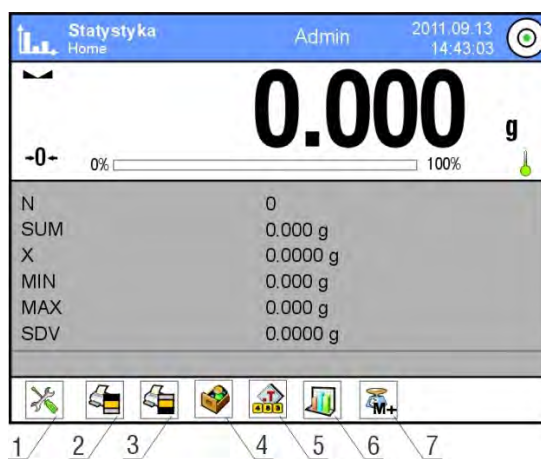 Statystyka Admin 2011.09.13
Home 14:43:03
0.000 g
→0← 0% 100%
N 0
SUM 0.000 g
X 0.0000 g
MIN 0.000 g
MAX 0.000 g
SDV 0.0000 g
T
M+
1 2 3 4 5 6 7